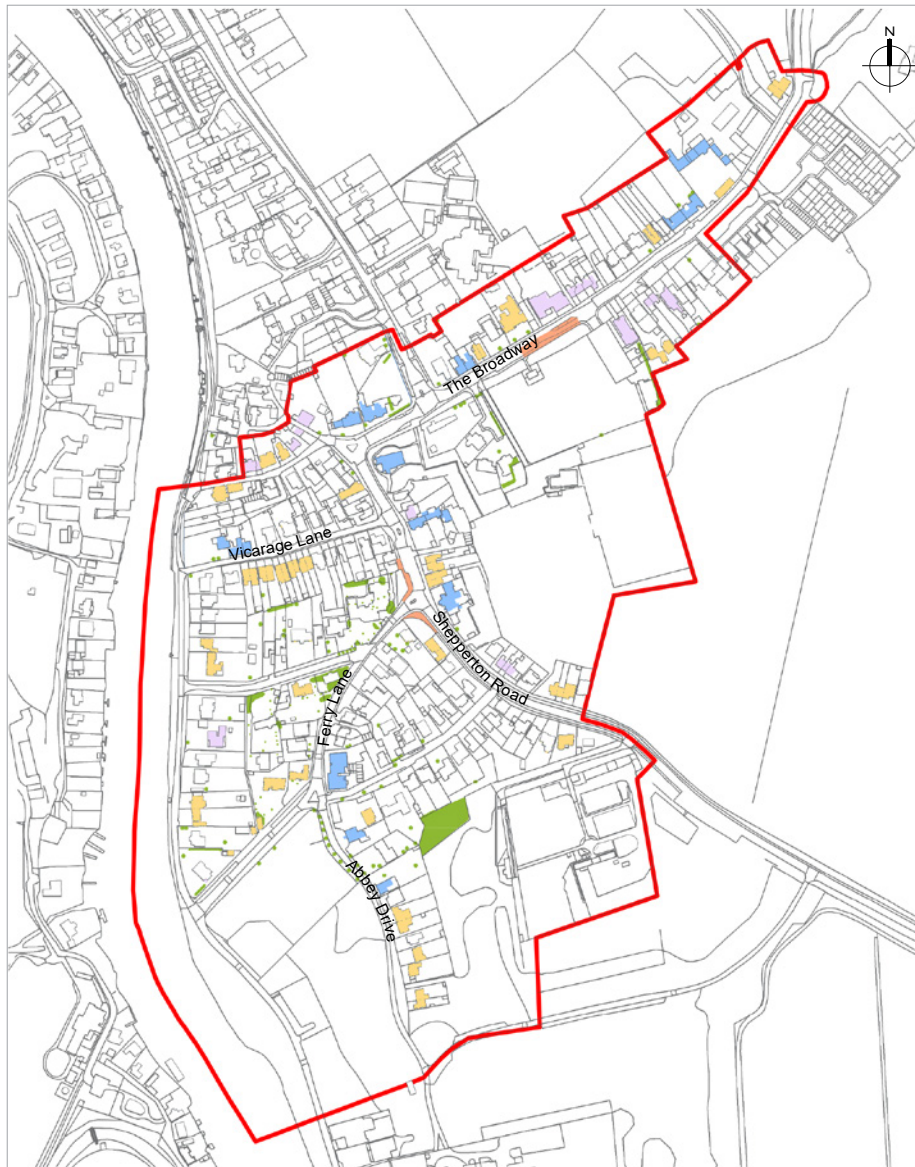 N
The Broadway
Vicarage Lane
Shepperton Road
Ferry Lane
Abbey Drive